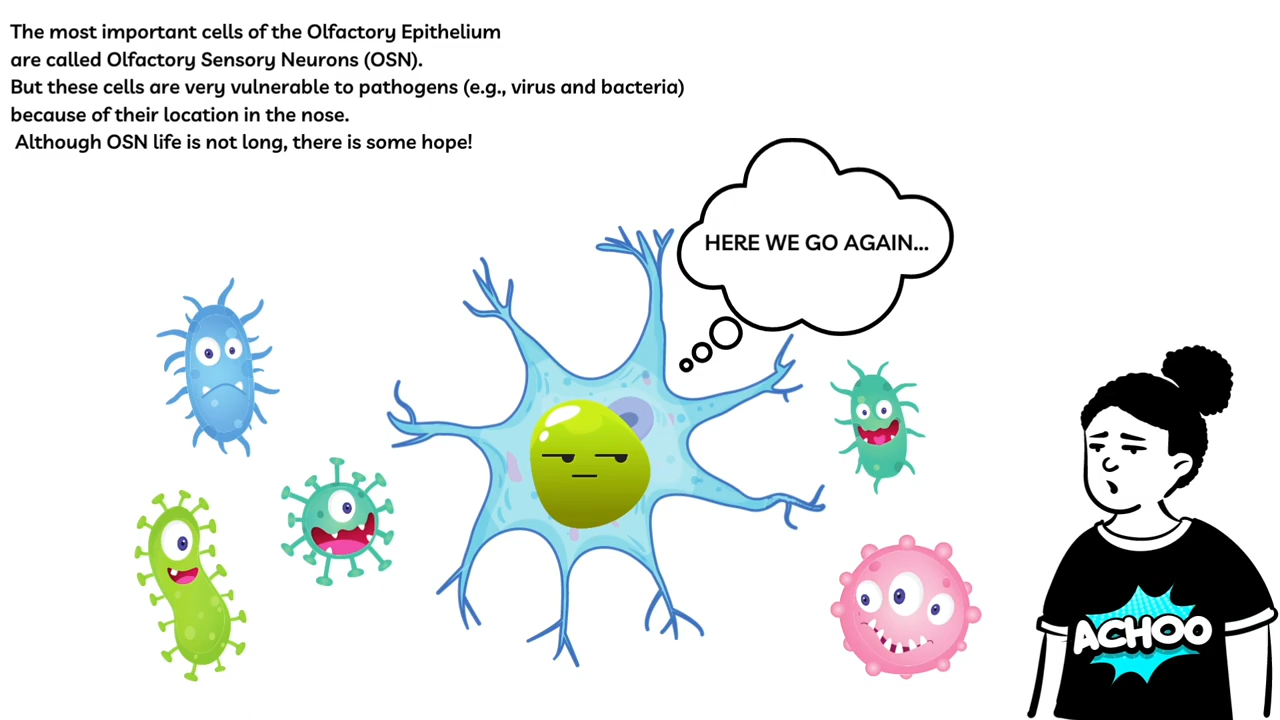 The most important cells of the Olfactory Epithelium
are called Olfactory Sensory Neurons (OSN).
But these cells are very vulnerable to pathogens (e.g., virus and bacteria)
because of their location in the nose.
Although OSN life is not long, there is some hope!
HERE WE GO AGAIN...
ACHOO